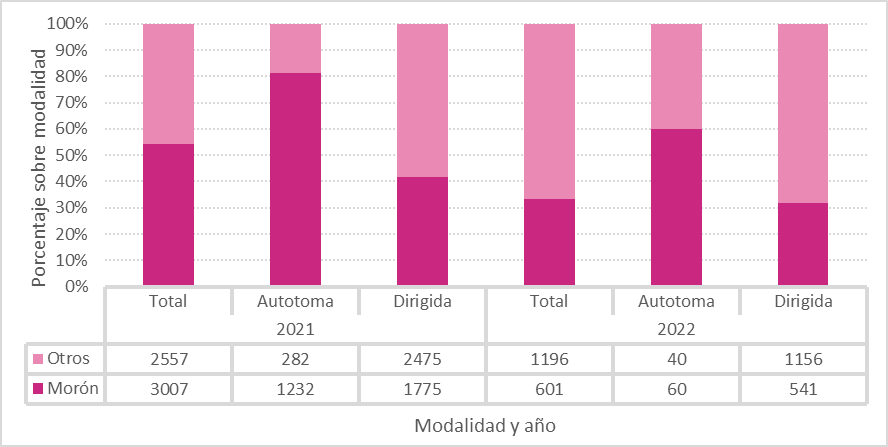 Porcentaje sobre modalidad
100%
90%
80%
70%
60%
50%
40%
30%
20%
10%
0%
Total Autotoma Dirigida Total Autotoma Dirigida
2021 2022
Otros 2557 282 2475 1196 40 1156
Morón 3007 1232 1775 601 60 541
Modalidad y año